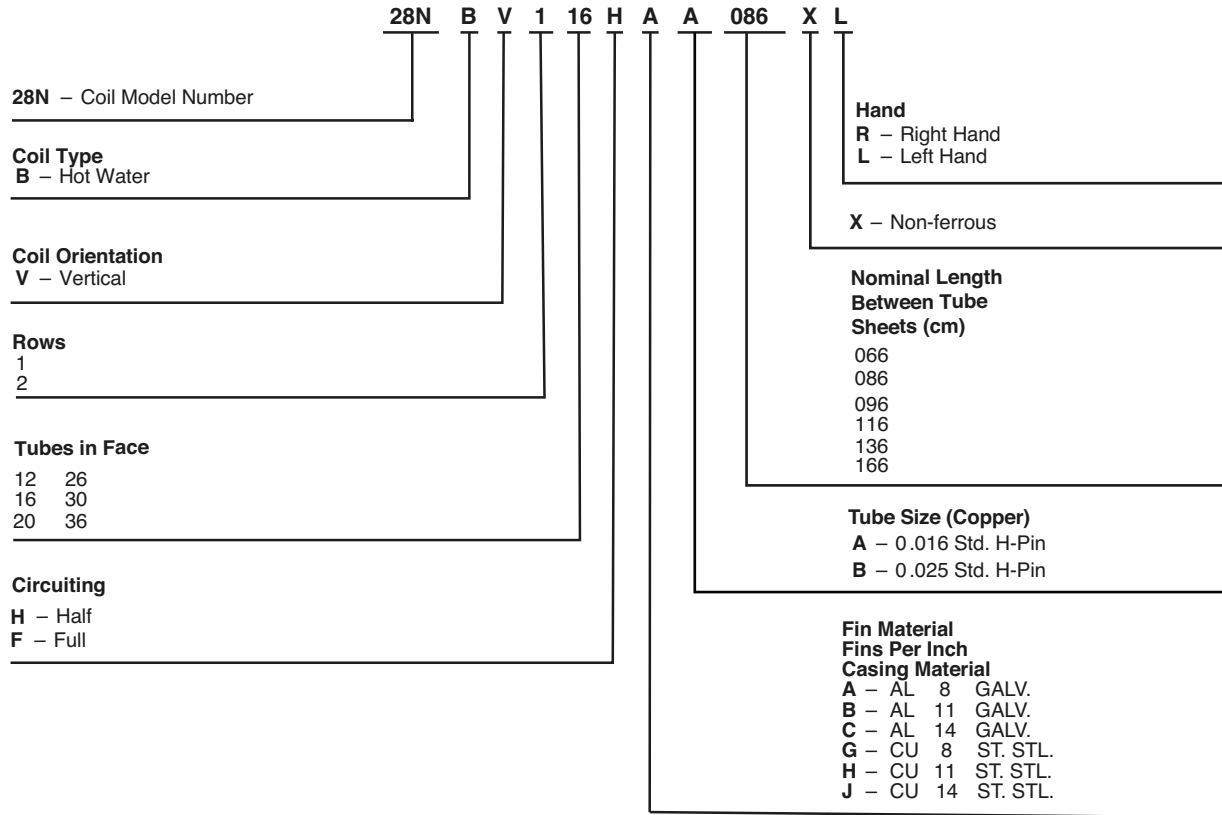 28N B V 1 16 H A A 086 X L
28N – Coil Model Number
Coil Type
B – Hot Water
Coil Orientation
V – Vertical
Rows
1
2
Tubes in Face
12 26
16 30
20 36
Circuiting
H – Half
F – Full
Hand
R – Right Hand
L – Left Hand
X – Non-ferrous
Nominal Length
Between Tube
Sheets (cm)
066
086
096
116
136
166
Tube Size (Copper)
A – 0.016 Std. H-Pin
B – 0.025 Std. H-Pin
Fin Material
Fins Per Inch
Casing Material
A – AL 8 GALV.
B – AL 11 GALV.
C – AL 14 GALV.
G – CU 8 ST. STL.
H – CU 11 ST. STL.
J – CU 14 ST. STL.